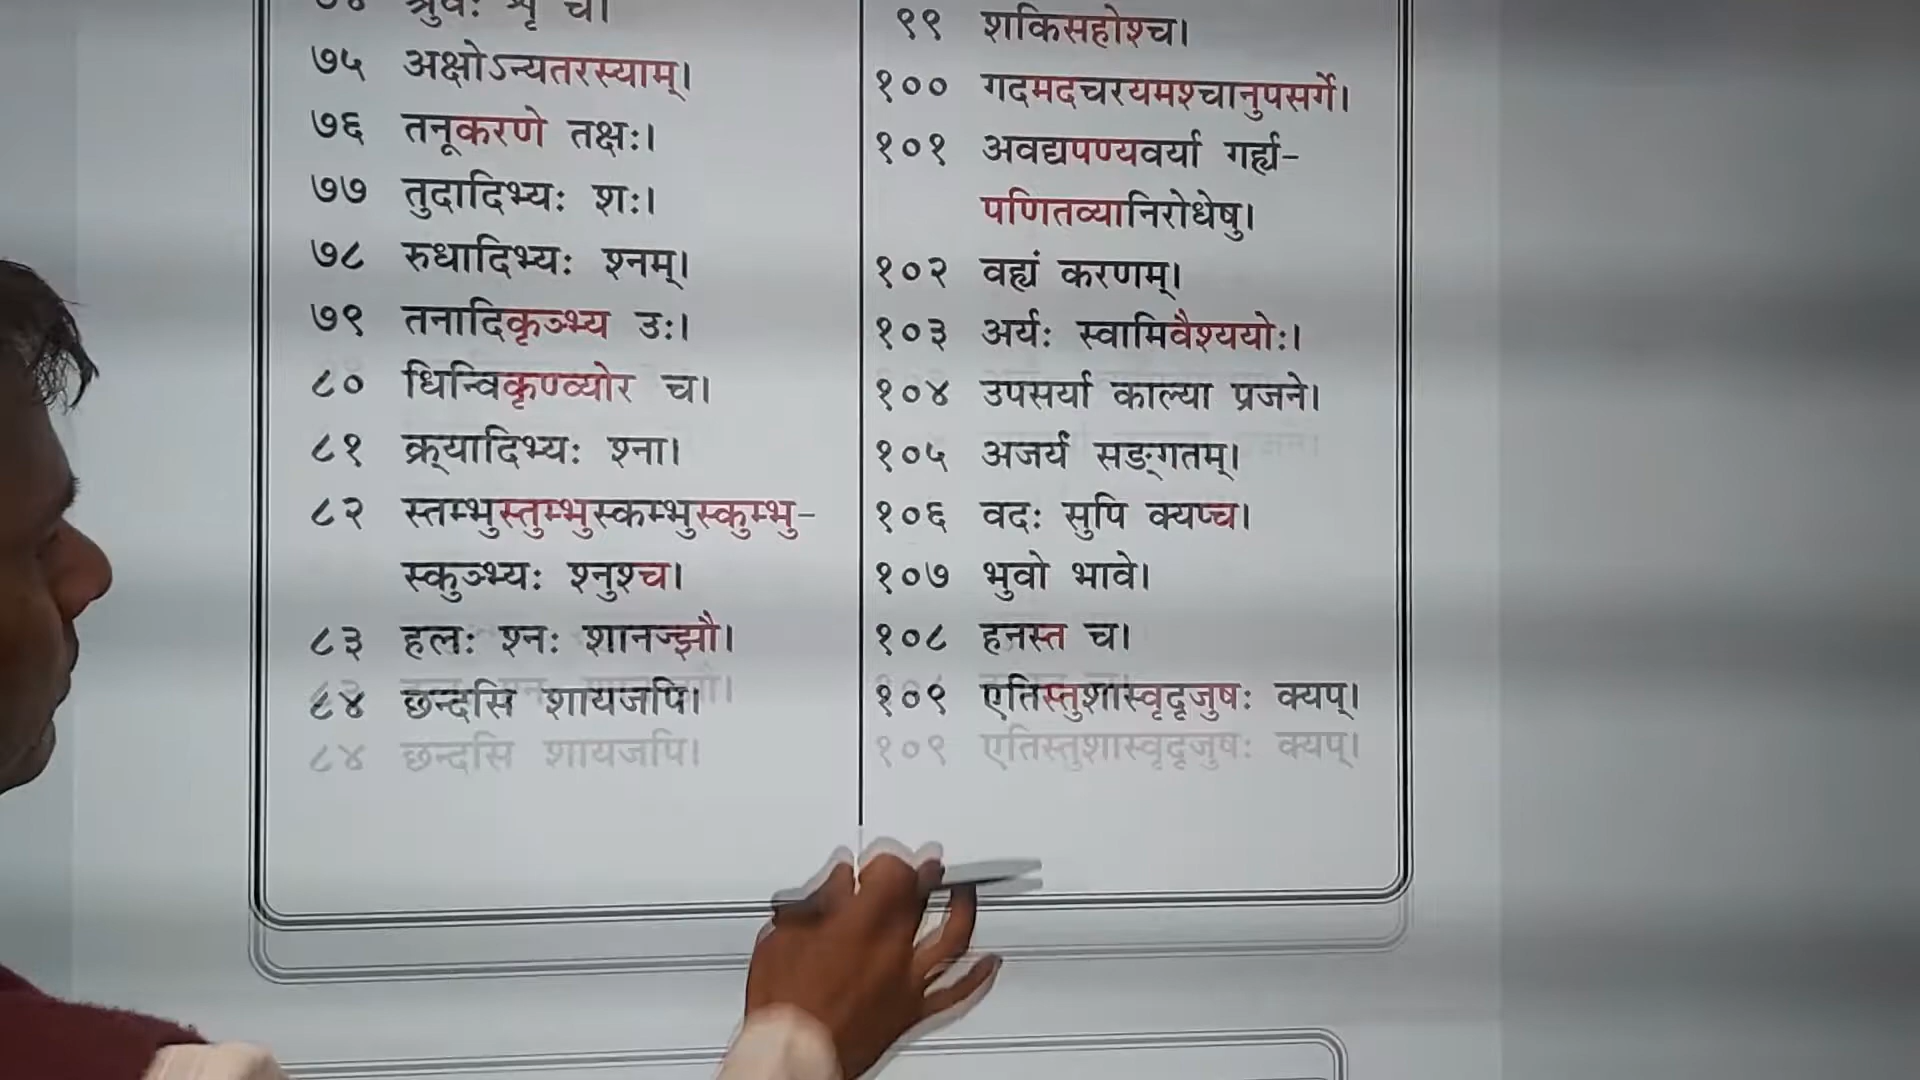 ७४ श्रुवः शृ च।
७५ अक्षोऽन्यतरस्याम्।
७६ तनूकरणे तक्षः।
७७ तुदादिभ्यः शः।
७८ रुधादिभ्यः श्नम्।
७९ तनादिकृञ्भ्य उः।
८० धिन्विकृण्व्योर च।
८१ क्र्यादिभ्यः श्ना।
८२ स्तम्भुस्तुम्भुस्कम्भुस्कुम्भु-
स्कुञ्भ्यः श्नुश्च।
८३ हलः श्नः शानज्झौ।
८४ छन्दसि शायजपि।
९९ शकिसहोश्च।
१०० गदमदचरयमश्चानुपसर्गे।
१०१ अवद्यपण्यवर्या गर्ह्य-
पणितव्यानिरोधेषु।
१०२ वह्यं करणम्।
१०३ अर्यः स्वामिवैश्ययोः।
१०४ उपसर्या काल्या प्रजने।
१०५ अजर्यं सङ्गतम्।
१०६ वदः सुपि क्यप्च।
१०७ भुवो भावे।
१०८ हनस्त च।
१०९ एतिस्तुशास्वृदृजुषः क्यप्।